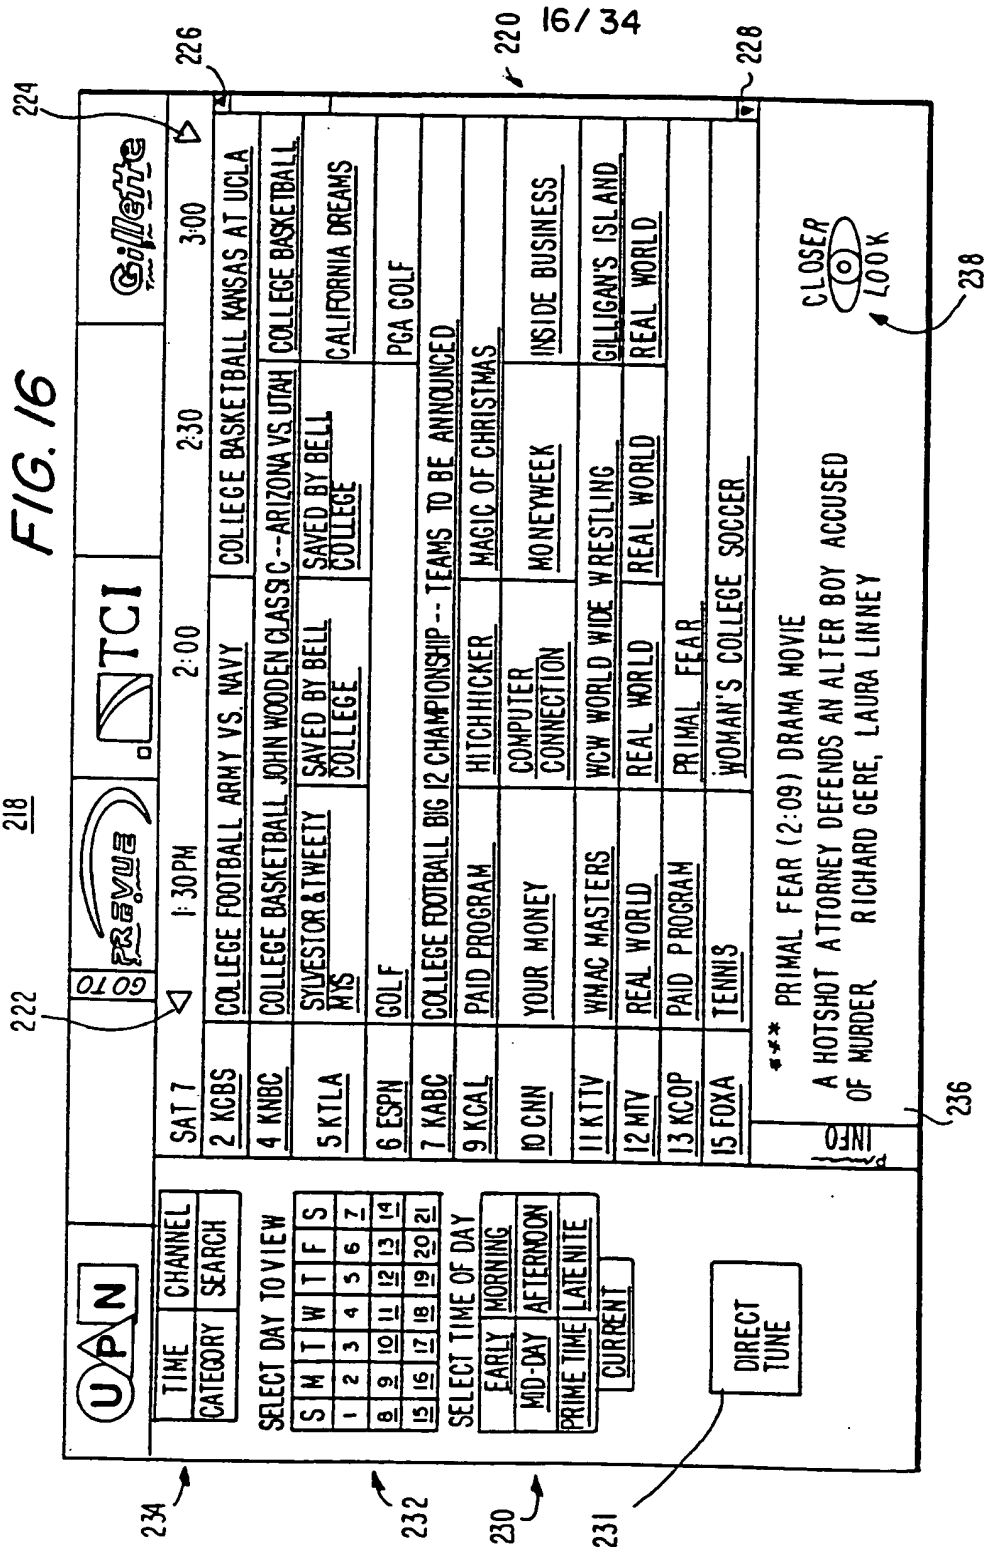 16/34
FIG. 16
218
UPN
GO TO
PREVUE
TCI
Gillette
222
224
226
220
228
TIME CHANNEL
CATEGORY SEARCH
234
SELECT DAY TO VIEW
S M T W T F S
1 2 3 4 5 6 7
8 9 10 11 12 13 14
15 16 17 18 19 20 21
232
SELECT TIME OF DAY
EARLY MORNING
MID-DAY AFTERNOON
PRIME TIME LATE NITE
CURRENT
230
DIRECT
TUNE
231
SAT 7 1:30PM 2:00 2:30 3:00
2 KCBS COLLEGE FOOTBALL ARMY VS. NAVY COLLEGE BASKETBALL KANSAS AT UCLA
4 KNBC COLLEGE BASKETBALL JOHN WOODEN CLASSIC--ARIZONA VS. UTAH COLLEGE BASKETBALL
5 KTLA SYLVESTOR & TWEETY SAVED BY BELL SAVED BY BELL CALIFORNIA DREAMS
MYS COLLEGE COLLEGE
6 ESPN GOLF PGA GOLF
7 KABC COLLEGE FOOTBALL BIG 12 CHAMPIONSHIP--TEAMS TO BE ANNOUNCED
9 KCAL PAID PROGRAM HITCHHICKER MAGIC OF CHRISTMAS
10 CNN YOUR MONEY COMPUTER MONEYWEEK INSIDE BUSINESS
CONNECTION
11 KTTV WMAC MASTERS WCW WORLD WIDE WRESTLING GILLIGAN'S ISLAND
12 MTV REAL WORLD REAL WORLD REAL WORLD REAL WORLD
13 KCOP PAID PROGRAM PRIMAL FEAR
15 FOXA TENNIS WOMAN'S COLLEGE SOCCER
INFO
*** PRIMAL FEAR (2:09) DRAMA MOVIE
A HOTSHOT ATTORNEY DEFENDS AN ALTER BOY ACCUSED
OF MURDER RICHARD GERE, LAURA LINNEY
CLOSER
LOOK
236
238